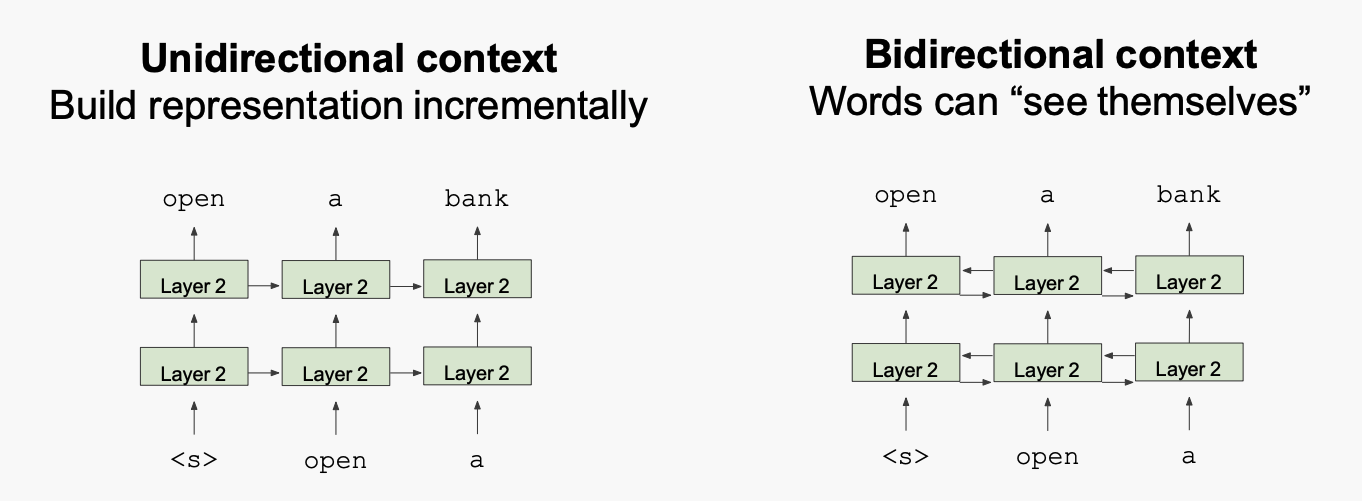 Unidirectional context
Build representation incrementally
open a bank
Layer 2 Layer 2 Layer 2
Layer 2 Layer 2 Layer 2
<s> open a
Bidirectional context
Words can “see themselves”
open a bank
Layer 2 Layer 2 Layer 2
Layer 2 Layer 2 Layer 2
<s> open a